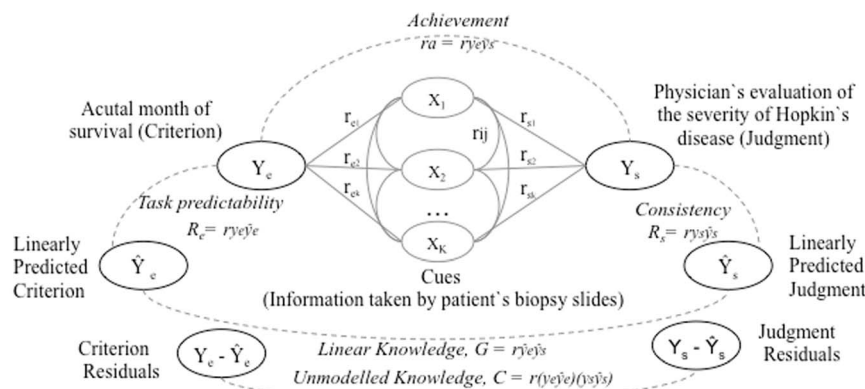 Achievement
ra = ryeŷs
Acutal month of
survival (Criterion)
Physician`s evaluation of
the severity of Hopkin`s
disease (Judgment)
X1
re1
rij
rs1
Ye
re2
X2
rs2
Ys
rek
...
rsk
Task predictability
Re= ryeŷe
Consistency
Rs= rysŷs
XK
Linearly
Predicted
Criterion
Ŷe
Cues
(Information taken by patient`s biopsy slides)
Ŷs
Linearly
Predicted
Judgment
Criterion
Residuals
Ye - Ŷe
Linear Knowledge, G = rŷeŷs
Unmodelled Knowledge, C = r(yeŷe)(ysŷs)
Ys - Ŷs
Judgment
Residuals